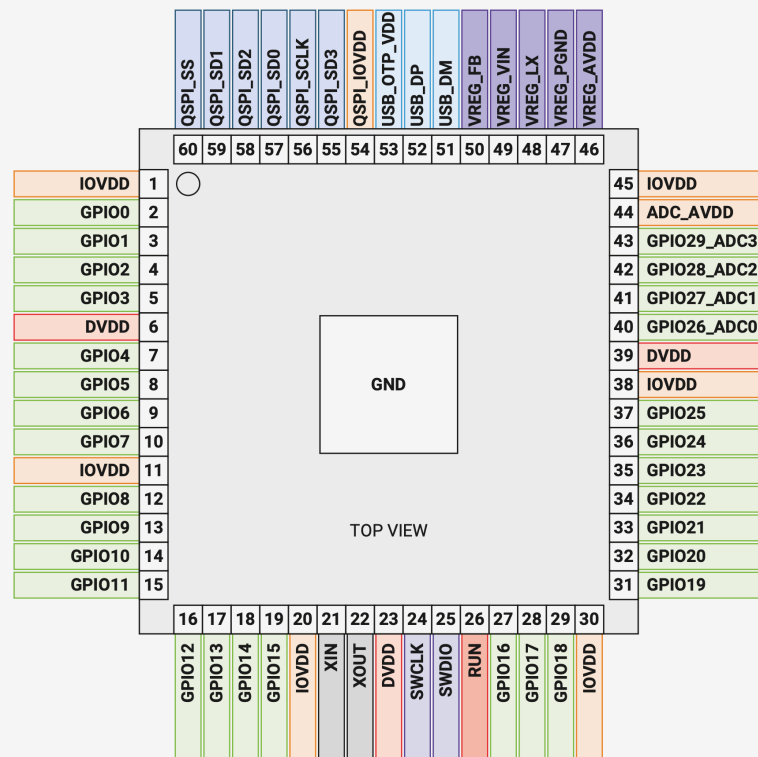 QSPI_SS
QSPI_SD1
QSPI_SD2
QSPI_SD0
QSPI_SCLK
QSPI_SD3
QSPI_IOVDD
USB_OTP_VDD
USB_DP
USB_DM
VREG_FB
VREG_VIN
VREG_LX
VREG_PGND
VREG_AVDD
60 59 58 57 56 55 54 53 52 51 50 49 48 47 46
IOVDD 1
GPIO0 2
GPIO1 3
GPIO2 4
GPIO3 5
DVDD 6
GPIO4 7
GPIO5 8
GPIO6 9
GPIO7 10
IOVDD 11
GPIO8 12
GPIO9 13
GPIO10 14
GPIO11 15
GND
TOP VIEW
45 IOVDD
44 ADC_AVDD
43 GPIO29_ADC3
42 GPIO28_ADC2
41 GPIO27_ADC1
40 GPIO26_ADC0
39 DVDD
38 IOVDD
37 GPIO25
36 GPIO24
35 GPIO23
34 GPIO22
33 GPIO21
32 GPIO20
31 GPIO19
16 17 18 19 20 21 22 23 24 25 26 27 28 29 30
GPIO12
GPIO13
GPIO14
GPIO15
IOVDD
XIN
XOUT
DVDD
SWCLK
SWDIO
RUN
GPIO16
GPIO17
GPIO18
IOVDD